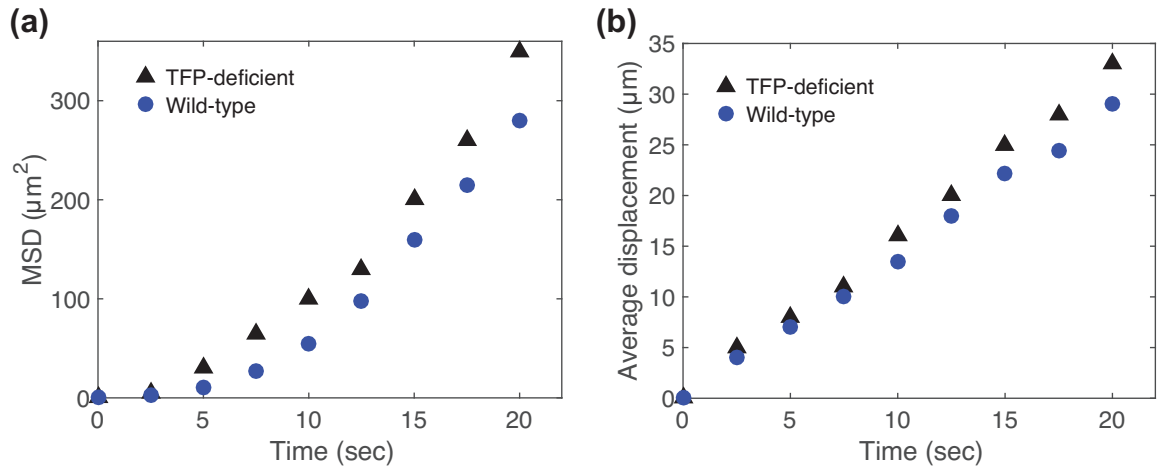 (a)
MSD (μm²)
TFP-deficient
Wild-type
300
200
100
0
0 5 10 15 20
Time (sec)
(b)
Average displacement (μm)
TFP-deficient
Wild-type
35
30
25
20
15
10
5
0
0 5 10 15 20
Time (sec)